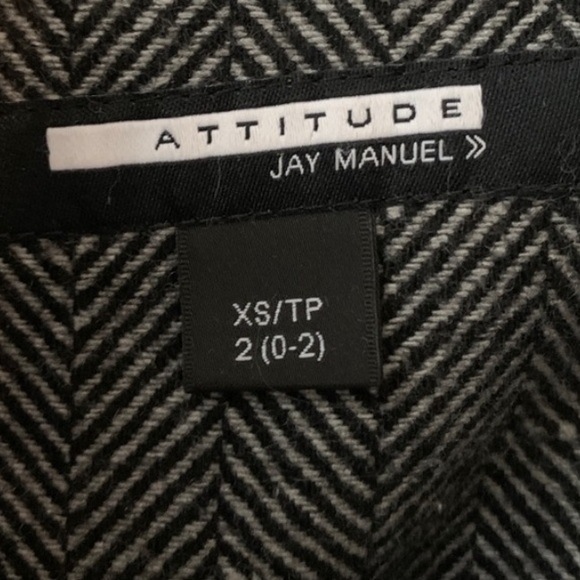 ATTITUDE
JAY MANUEL »
XS/TP
2 (0-2)